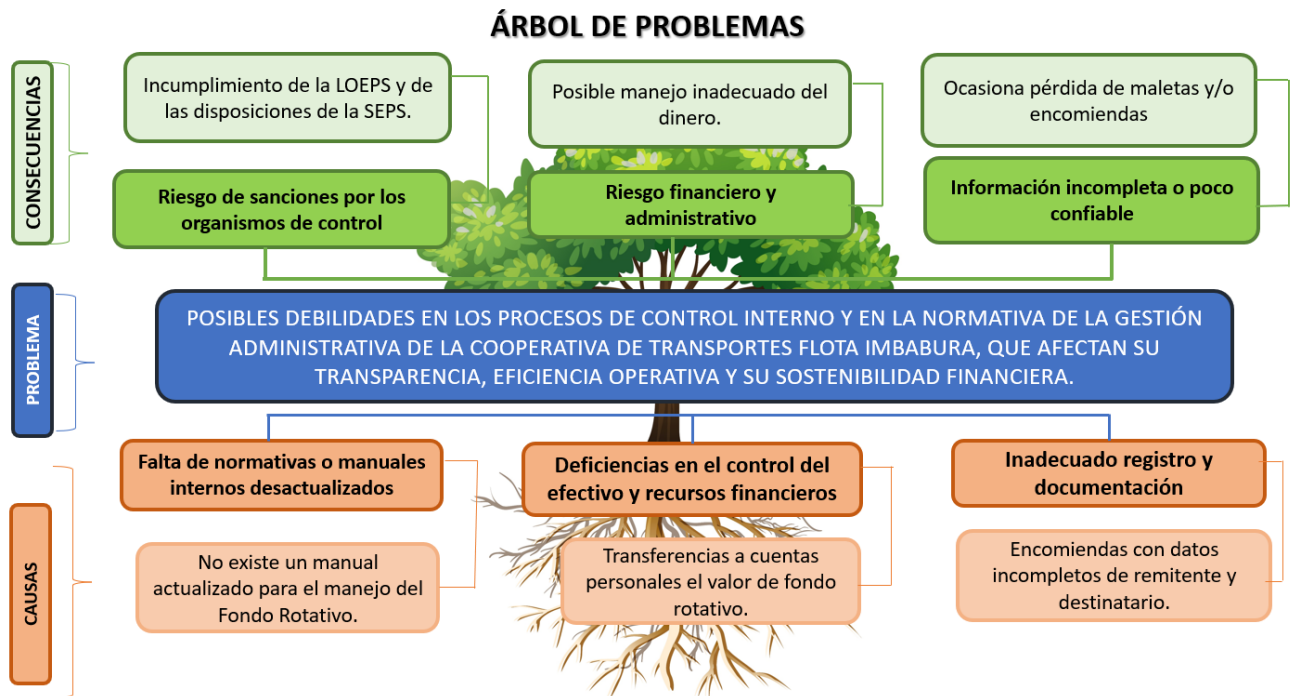 ÁRBOL DE PROBLEMAS
CONSECUENCIAS
Incumplimiento de la LOEPS y de
las disposiciones de la SEPS.
Posible manejo inadecuado del
dinero.
Ocasiona pérdida de maletas y/o
encomiendas
Riesgo de sanciones por los
organismos de control
Riesgo financiero y
administrativo
Información incompleta o poco
confiable
PROBLEMA
POSIBLES DEBILIDADES EN LOS PROCESOS DE CONTROL INTERNO Y EN LA NORMATIVA DE LA GESTIÓN
ADMINISTRATIVA DE LA COOPERATIVA DE TRANSPORTES FLOTA IMBABURA, QUE AFECTAN SU
TRANSPARENCIA, EFICIENCIA OPERATIVA Y SU SOSTENIBILIDAD FINANCIERA.
CAUSAS
Falta de normativas o manuales
internos desactualizados
Deficiencias en el control del
efectivo y recursos financieros
Inadecuado registro y
documentación
No existe un manual
actualizado para el manejo del
Fondo Rotativo.
Transferencias a cuentas
personales el valor de fondo
rotativo.
Encomiendas con datos
incompletos de remitente y
destinatario.